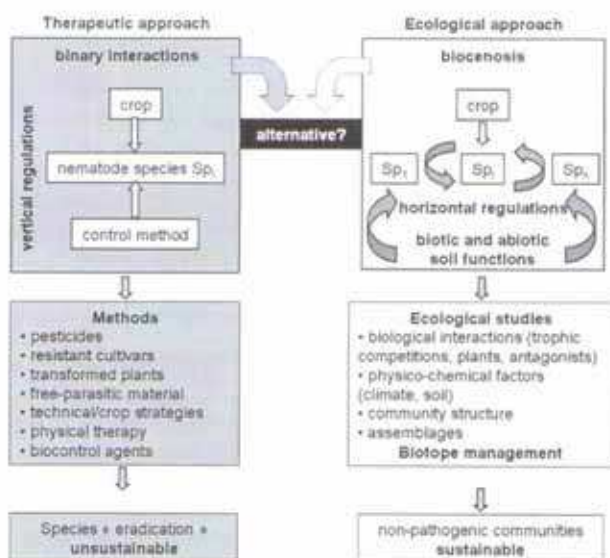 Therapeutic approach
binary interactions
vertical regulations
crop
nematode species Spᵢ
control method
Methods
• pesticides
• resistant cultivars
• transformed plants
• free-parasitic material
• technical/crop strategies
• physical therapy
• biocontrol agents
Species + eradication +
unsustainable
alternative?
Ecological approach
biocenosis
crop
Sp₁ Spᵢ Spₙ
horizontal regulations
biotic and abiotic
soil functions
Ecological studies
• biological interactions (trophic
competitions, plants, antagonists)
• physico-chemical factors
(climate, soil)
• community structure
• assemblages
Biotope management
non-pathogenic communities
sustainable